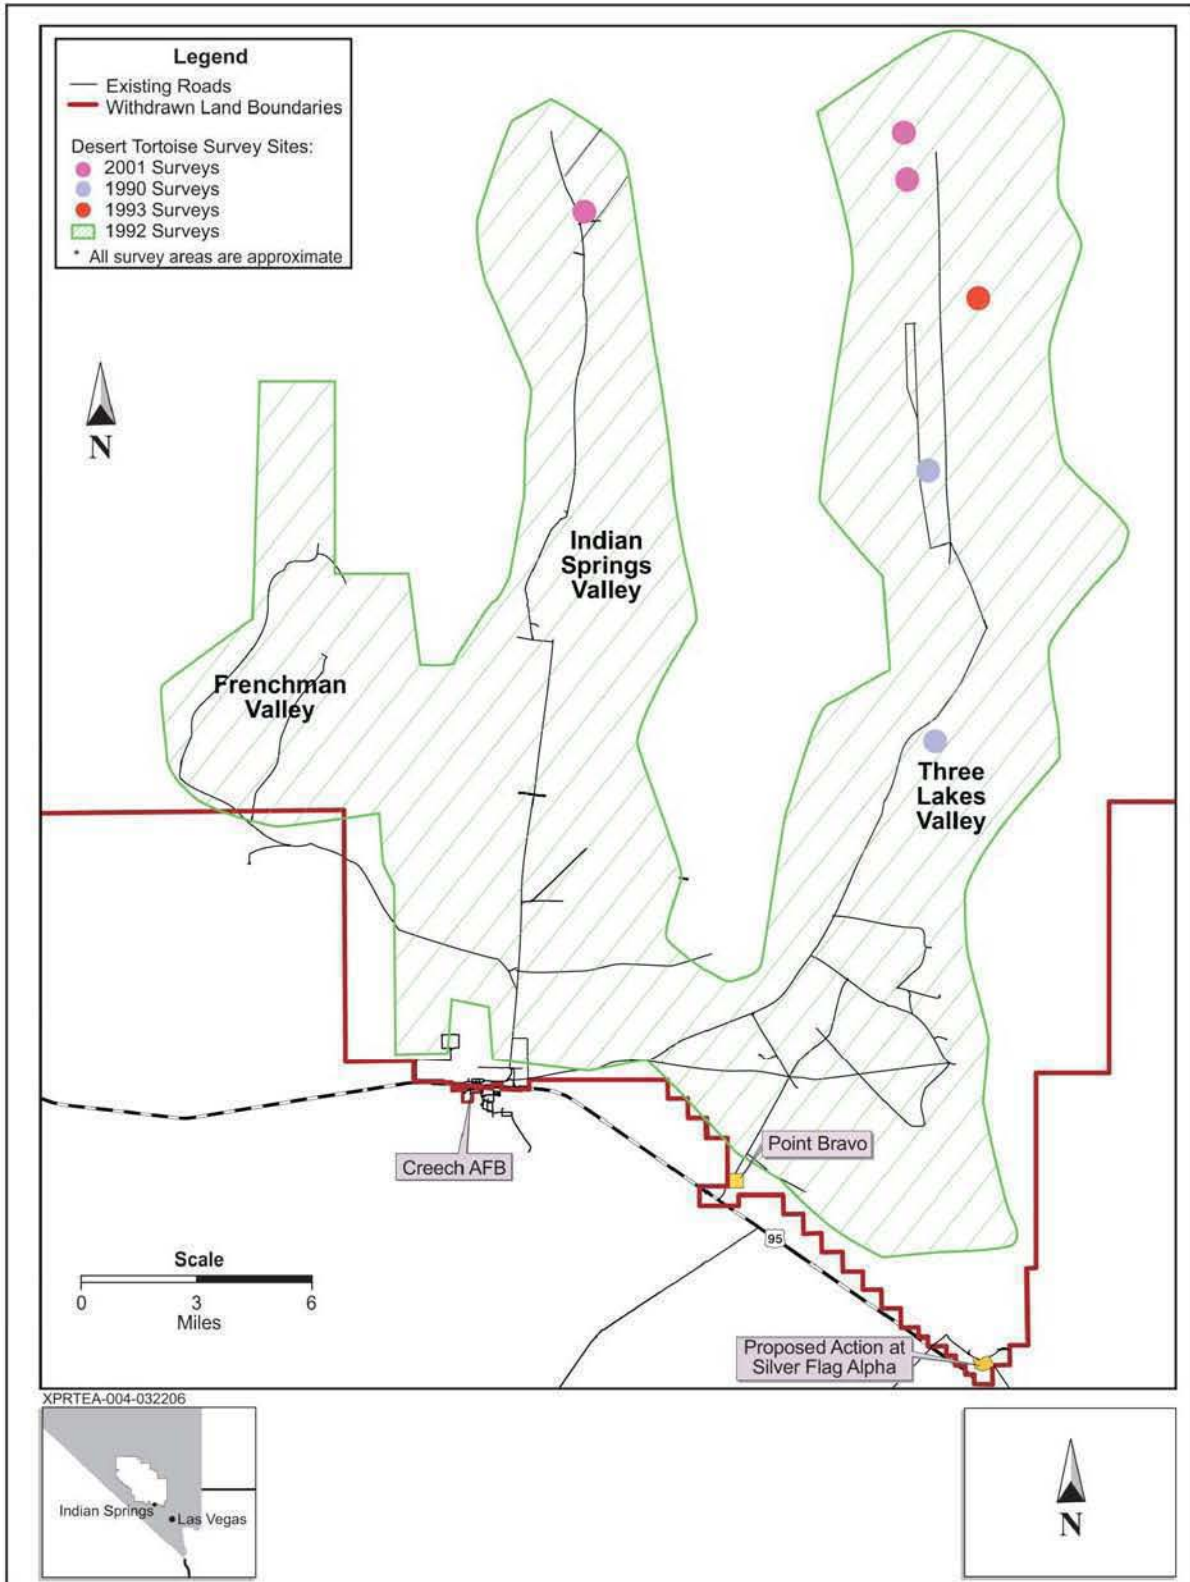 Legend
Existing Roads
Withdrawn Land Boundaries
Desert Tortoise Survey Sites:
2001 Surveys
1990 Surveys
1993 Surveys
1992 Surveys
* All survey areas are approximate
N
Indian
Springs
Valley
Frenchman
Valley
Three
Lakes
Valley
Point Bravo
Creech AFB
95
Scale
0 3 6
Miles
Proposed Action at
Silver Flag Alpha
XPRTEA-004-032206
Indian Springs
Las Vegas
N